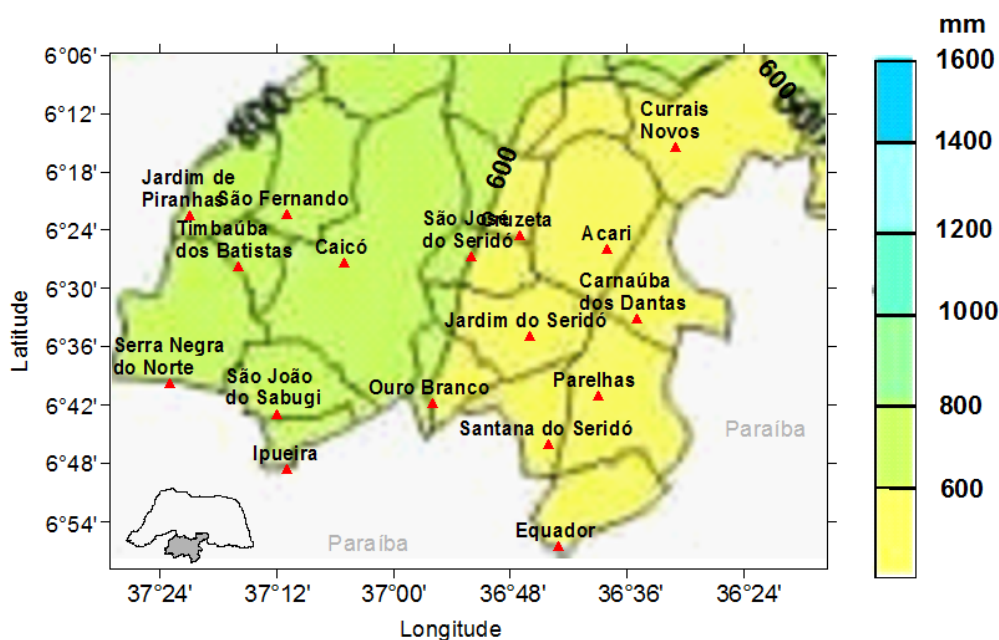 mm
6°06'
6°12'
6°18'
6°24'
6°30'
6°36'
6°42'
6°48'
6°54'
Latitude
800
600
600
Currais
Novos
Jardim de
Piranhas
São Fernando
Timbaúba
dos Batistas
Caicó
São José
do Seridó
Cruzeta
Acari
Carnaúba
dos Dantas
Jardim do Seridó
Serra Negra
do Norte
São João
do Sabugi
Ouro Branco
Parelhas
Santana do Seridó
Ipueira
Equador
Paraíba
Paraíba
37°24'
37°12'
37°00'
36°48'
36°36'
36°24'
Longitude
1600
1400
1200
1000
800
600